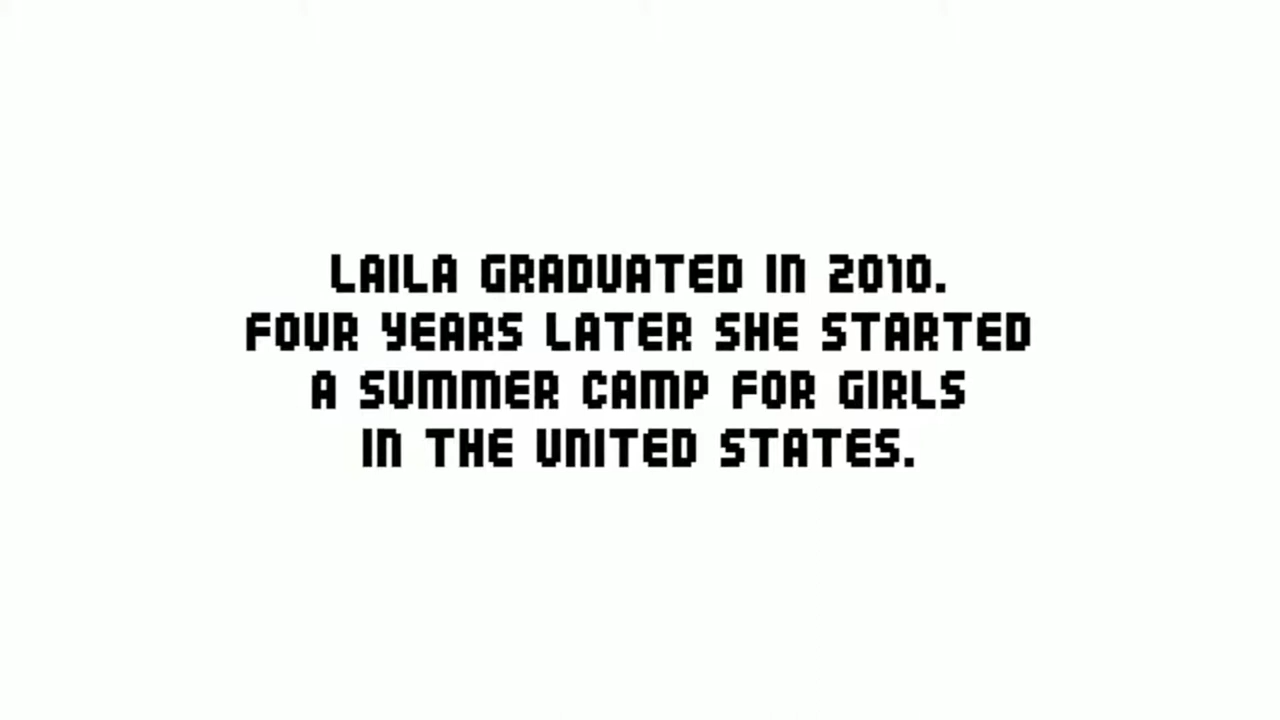 LAILA GRADUATED IN 2010.
FOUR YEARS LATER SHE STARTED
A SUMMER CAMP FOR GIRLS
IN THE UNITED STATES.